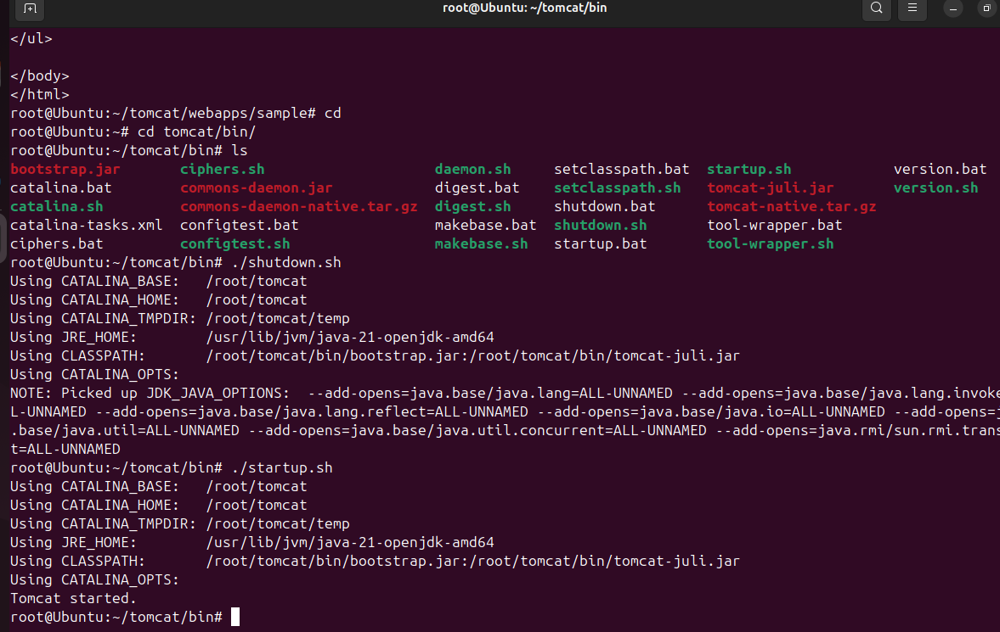 root@Ubuntu: ~/tomcat/bin
</ul>
</body>
</html>
root@Ubuntu:~/tomcat/webapps/sample# cd
root@Ubuntu:~# cd tomcat/bin/
root@Ubuntu:~/tomcat/bin# ls
bootstrap.jar ciphers.sh daemon.sh setclasspath.bat startup.sh version.bat
catalina.bat commons-daemon.jar digest.bat setclasspath.sh tomcat-juli.jar version.sh
catalina.sh commons-daemon-native.tar.gz digest.sh shutdown.bat tomcat-native.tar.gz
catalina-tasks.xml configtest.bat makebase.bat shutdown.sh tool-wrapper.bat
ciphers.bat configtest.sh makebase.sh startup.bat tool-wrapper.sh
root@Ubuntu:~/tomcat/bin# ./shutdown.sh
Using CATALINA_BASE: /root/tomcat
Using CATALINA_HOME: /root/tomcat
Using CATALINA_TMPDIR: /root/tomcat/temp
Using JRE_HOME: /usr/lib/jvm/java-21-openjdk-amd64
Using CLASSPATH: /root/tomcat/bin/bootstrap.jar:/root/tomcat/bin/tomcat-juli.jar
Using CATALINA_OPTS:
NOTE: Picked up JDK_JAVA_OPTIONS: --add-opens=java.base/java.lang=ALL-UNNAMED --add-opens=java.base/java.lang.invoke
L-UNNAMED --add-opens=java.base/java.lang.reflect=ALL-UNNAMED --add-opens=java.base/java.io=ALL-UNNAMED --add-opens=j
.base/java.util=ALL-UNNAMED --add-opens=java.base/java.util.concurrent=ALL-UNNAMED --add-opens=java.rmi/sun.rmi.trans
t=ALL-UNNAMED
root@Ubuntu:~/tomcat/bin# ./startup.sh
Using CATALINA_BASE: /root/tomcat
Using CATALINA_HOME: /root/tomcat
Using CATALINA_TMPDIR: /root/tomcat/temp
Using JRE_HOME: /usr/lib/jvm/java-21-openjdk-amd64
Using CLASSPATH: /root/tomcat/bin/bootstrap.jar:/root/tomcat/bin/tomcat-juli.jar
Using CATALINA_OPTS:
Tomcat started.
root@Ubuntu:~/tomcat/bin#